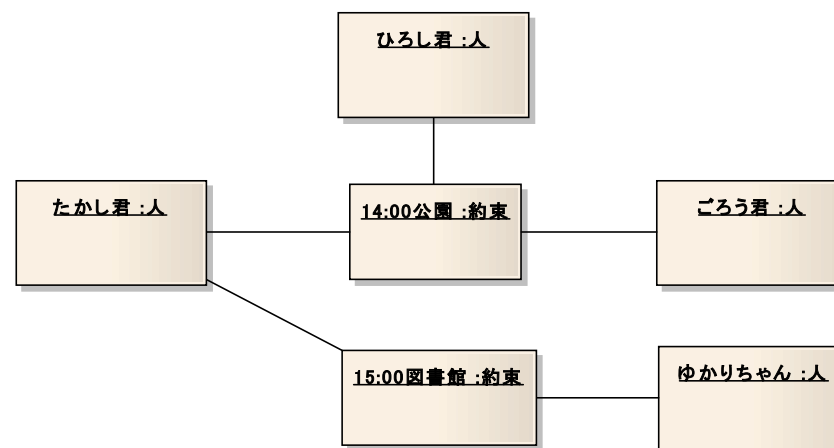 ひろし君 :人
たかし君 :人
14:00公園 :約束
ごろう君 :人
15:00図書館 :約束
ゆかりちゃん :人